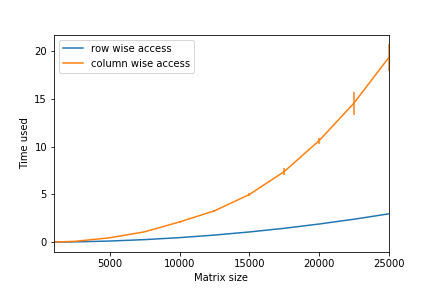 row wise access
column wise access
Time used
20
15
10
5
0
5000 10000 15000 20000 25000
Matrix size